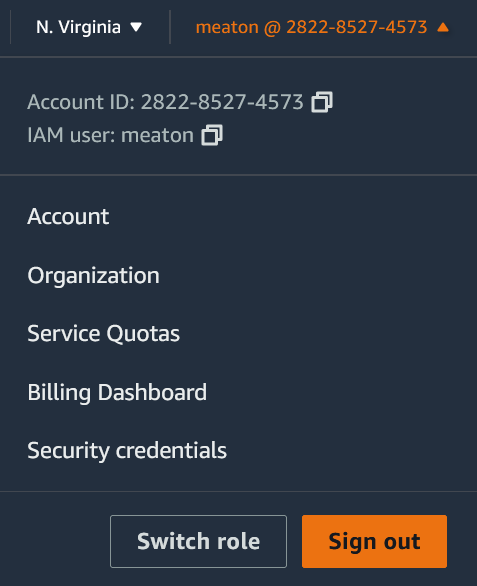 N. Virginia meaton @ 2822-8527-4573
Account ID: 2822-8527-4573
IAM user: meaton
Account
Organization
Service Quotas
Billing Dashboard
Security credentials
Switch role Sign out